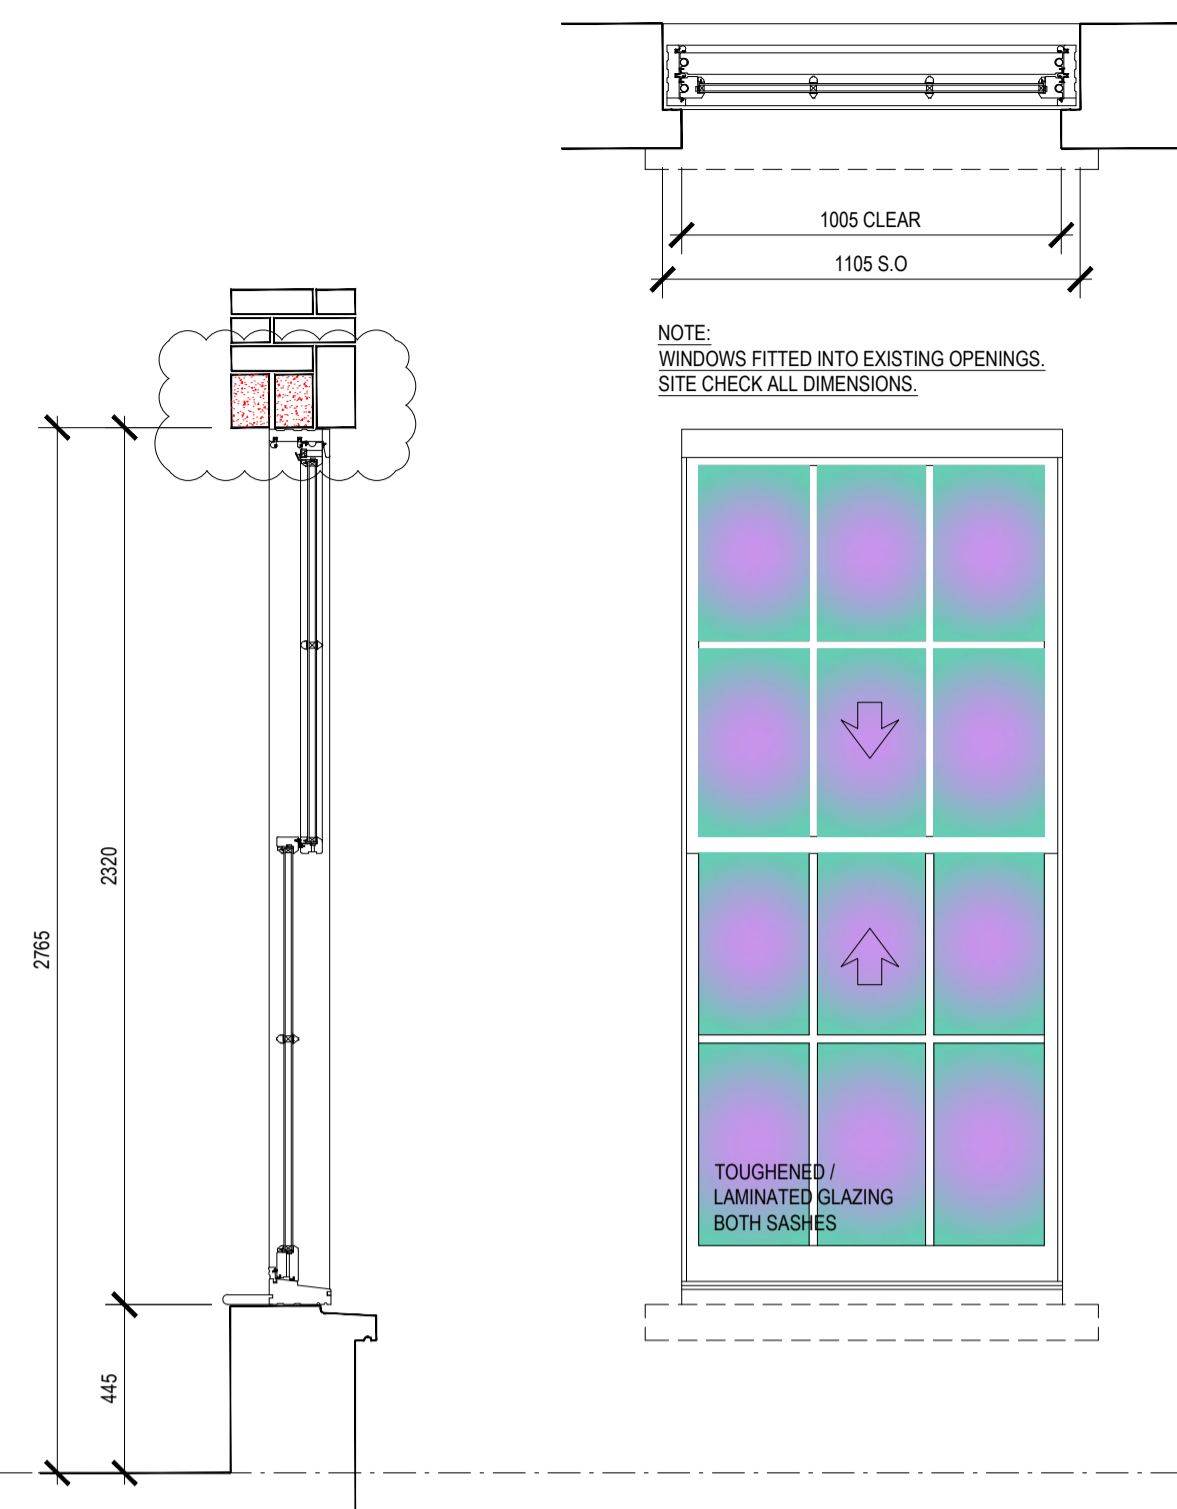 1005 CLEAR
1105 S.O
NOTE:
WINDOWS FITTED INTO EXISTING OPENINGS.
SITE CHECK ALL DIMENSIONS.
2320
2765
445
TOUGHENED /
LAMINATED GLAZING
BOTH SASHES